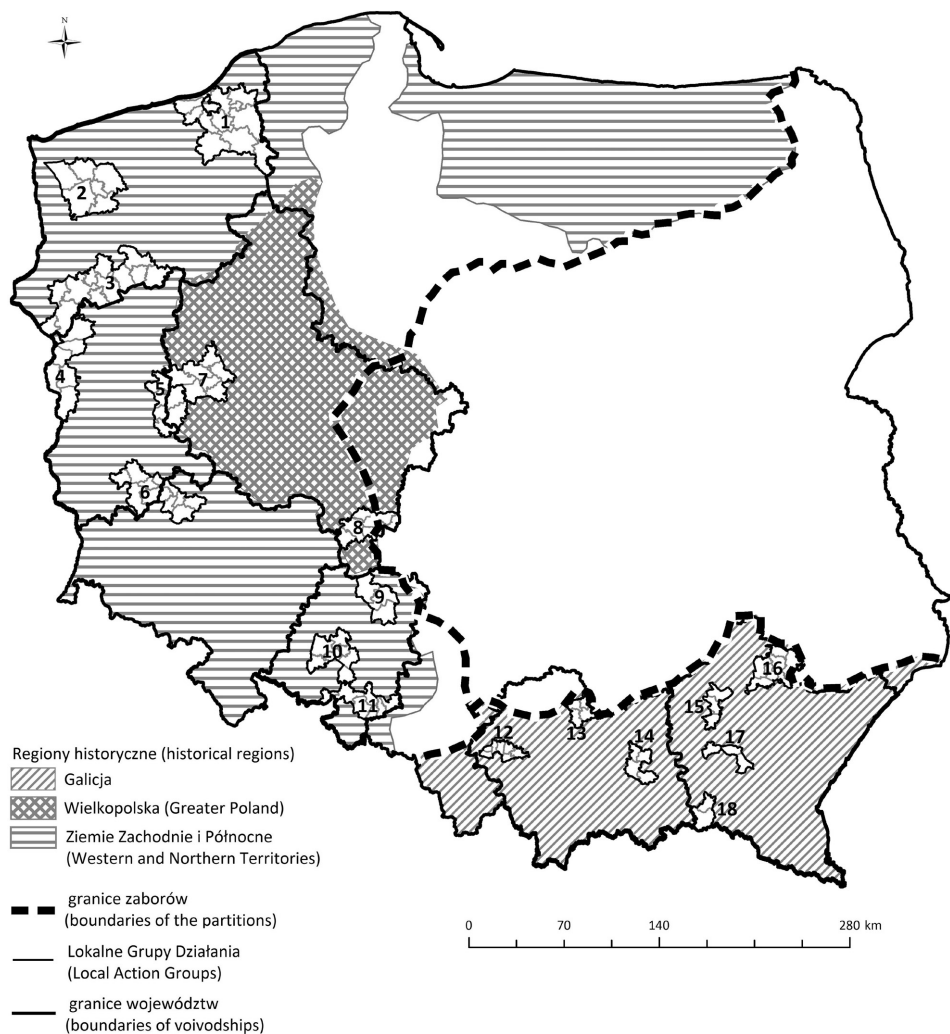 N
1
2
3
4
5
7
6
8
9
10
11
12
13
14
15
16
17
18
Regiony historyczne (historical regions)
Galicja
Wielkopolska (Greater Poland)
Ziemie Zachodnie i Północne
(Western and Northern Territories)
granice zaborów
(boundaries of the partitions)
Lokalne Grupy Działania
(Local Action Groups)
granice województw
(boundaries of voivodships)
0 70 140 280 km